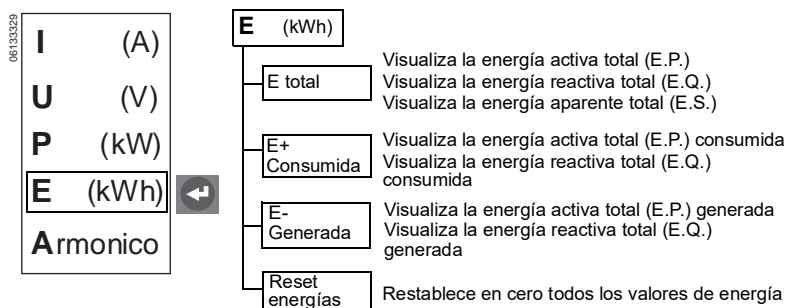 06133329
I (A)
U (V)
P (kW)
E (kWh)
Armonico
E (kWh)
E total
Visualiza la energía activa total (E.P.)
Visualiza la energía reactiva total (E.Q.)
Visualiza la energía aparente total (E.S.)
E+
Consumida
Visualiza la energía activa total (E.P.) consumida
Visualiza la energía reactiva total (E.Q.)
consumida
E-
Generada
Visualiza la energía activa total (E.P.) generada
Visualiza la energía reactiva total (E.Q.)
generada
Reset
energías
Restablece en cero todos los valores de energía